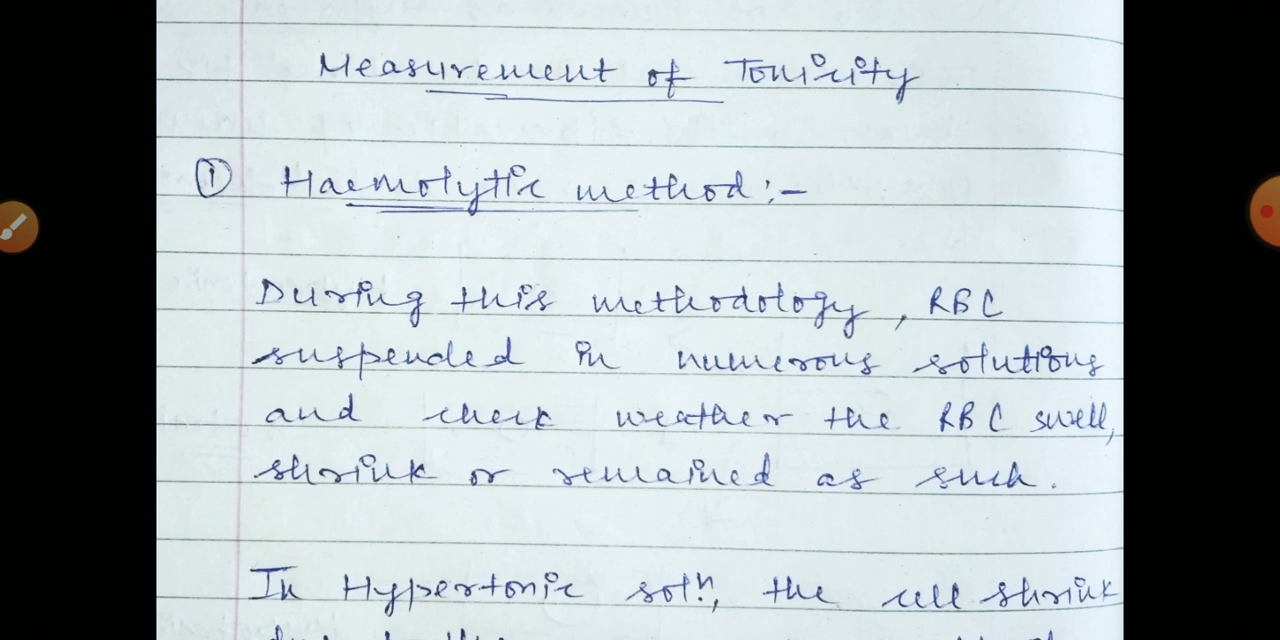 Measurement of Tonicity
① Haemolytic method :-
During this methodology, RBC
suspended in numerous solutions
and check weather the RBC swell,
shrink or remained as such.
In Hypertonic solⁿ, the cell shrink